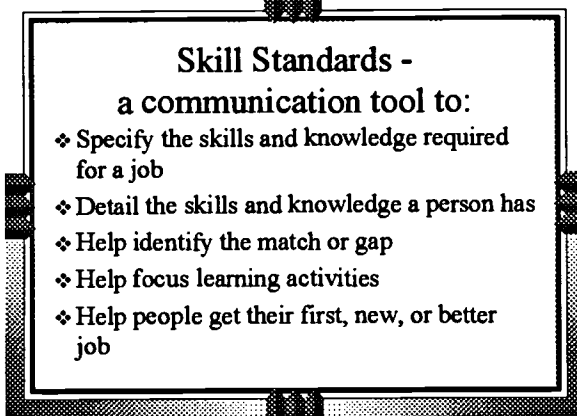 Skill Standards -
a communication tool to:
❖ Specify the skills and knowledge required
for a job
❖ Detail the skills and knowledge a person has
❖ Help identify the match or gap
❖ Help focus learning activities
❖ Help people get their first, new, or better
job